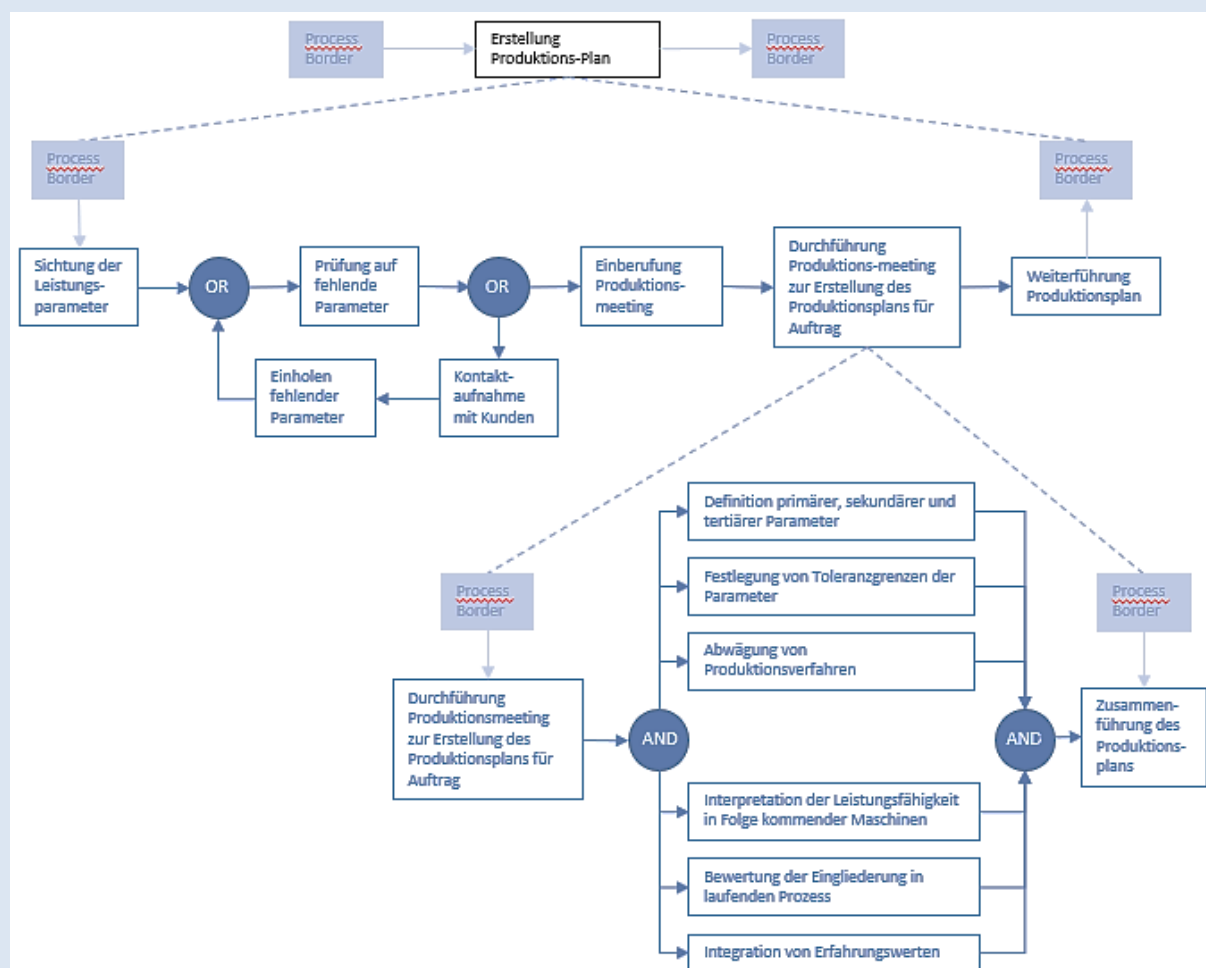 Process
Border
Erstellung
Produktions-Plan
Process
Border
Process
Border
Process
Border
Sichtung der
Leistungs-
parameter
OR
Prüfung auf
fehlende
Parameter
OR
Einberufung
Produktions-
meeting
Durchführung
Produktions-meeting
zur Erstellung des
Produktionsplans für
Auftrag
Weiterführung
Produktionsplan
Einholen
fehlender
Parameter
Kontakt-
aufnahme
mit Kunden
Definition primärer, sekundärer und
tertiärer Parameter
Festlegung von Toleranzgrenzen der
Parameter
Abwägung von
Produktionsverfahren
Process
Border
Process
Border
Durchführung
Produktionsmeeting
zur Erstellung des
Produktionsplans für
Auftrag
AND
AND
Zusammen-
führung des
Produktions-
plans
Interpretation der Leistungsfähigkeit
in Folge kommender Maschinen
Bewertung der Eingliederung in
laufenden Prozess
Integration von Erfahrungswerten